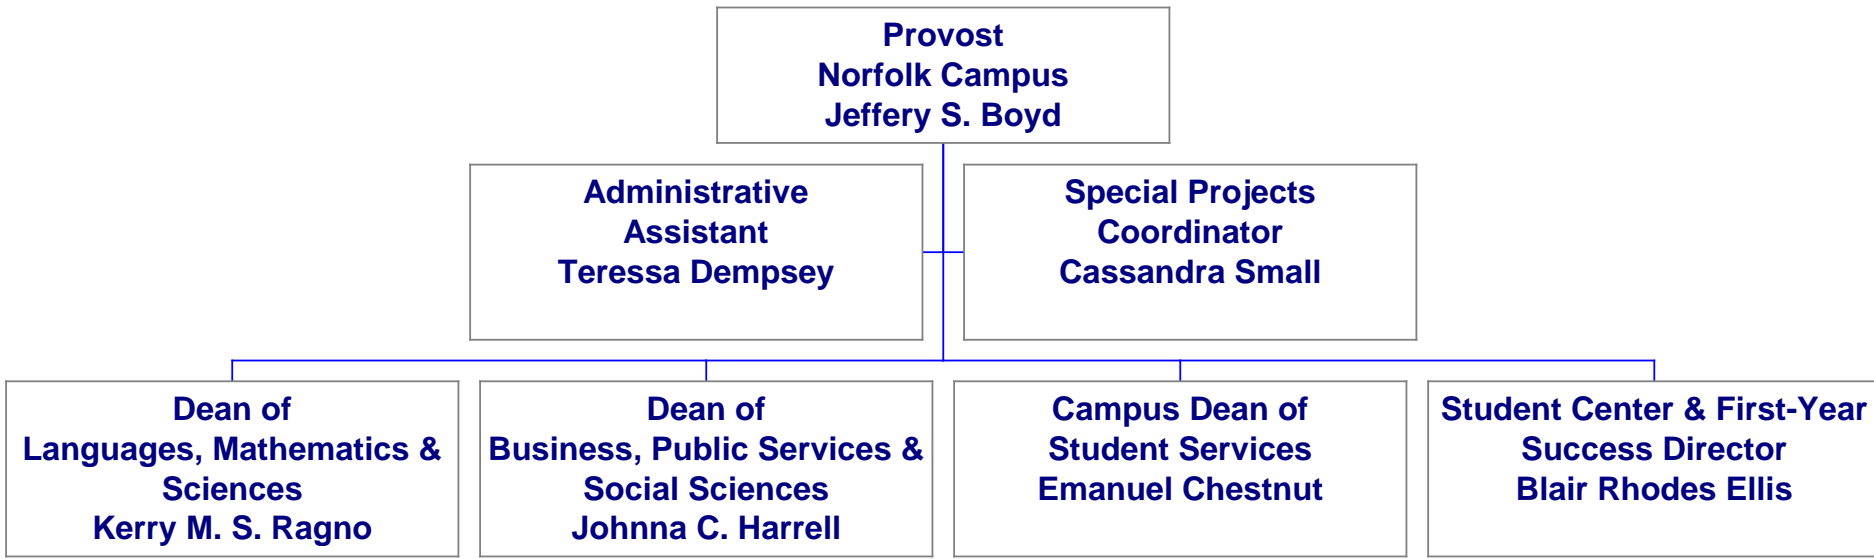 Provost
Norfolk Campus
Jeffery S. Boyd
Administrative
Assistant
Teressa Dempsey
Special Projects
Coordinator
Cassandra Small
Dean of
Languages, Mathematics &
Sciences
Kerry M. S. Ragno
Dean of
Business, Public Services &
Social Sciences
Johnna C. Harrell
Campus Dean of
Student Services
Emanuel Chestnut
Student Center & First-Year
Success Director
Blair Rhodes Ellis